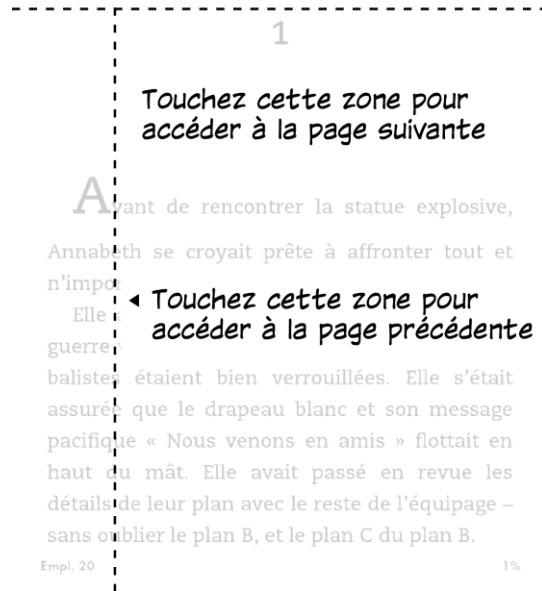 1
Touchez cette zone pour
accéder à la page suivante
Avant de rencontrer la statue explosive,
Annabeth se croyait prête à affronter tout et
n'impor
◂ Touchez cette zone pour
Elle
accéder à la page précédente
guerre
balistes étaient bien verrouillées. Elle s'était
assurée que le drapeau blanc et son message
pacifique « Nous venons en amis » flottait en
haut du mât. Elle avait passé en revue les
détails de leur plan avec le reste de l'équipage –
sans oublier le plan B, et le plan C du plan B.
Empl. 20
1%